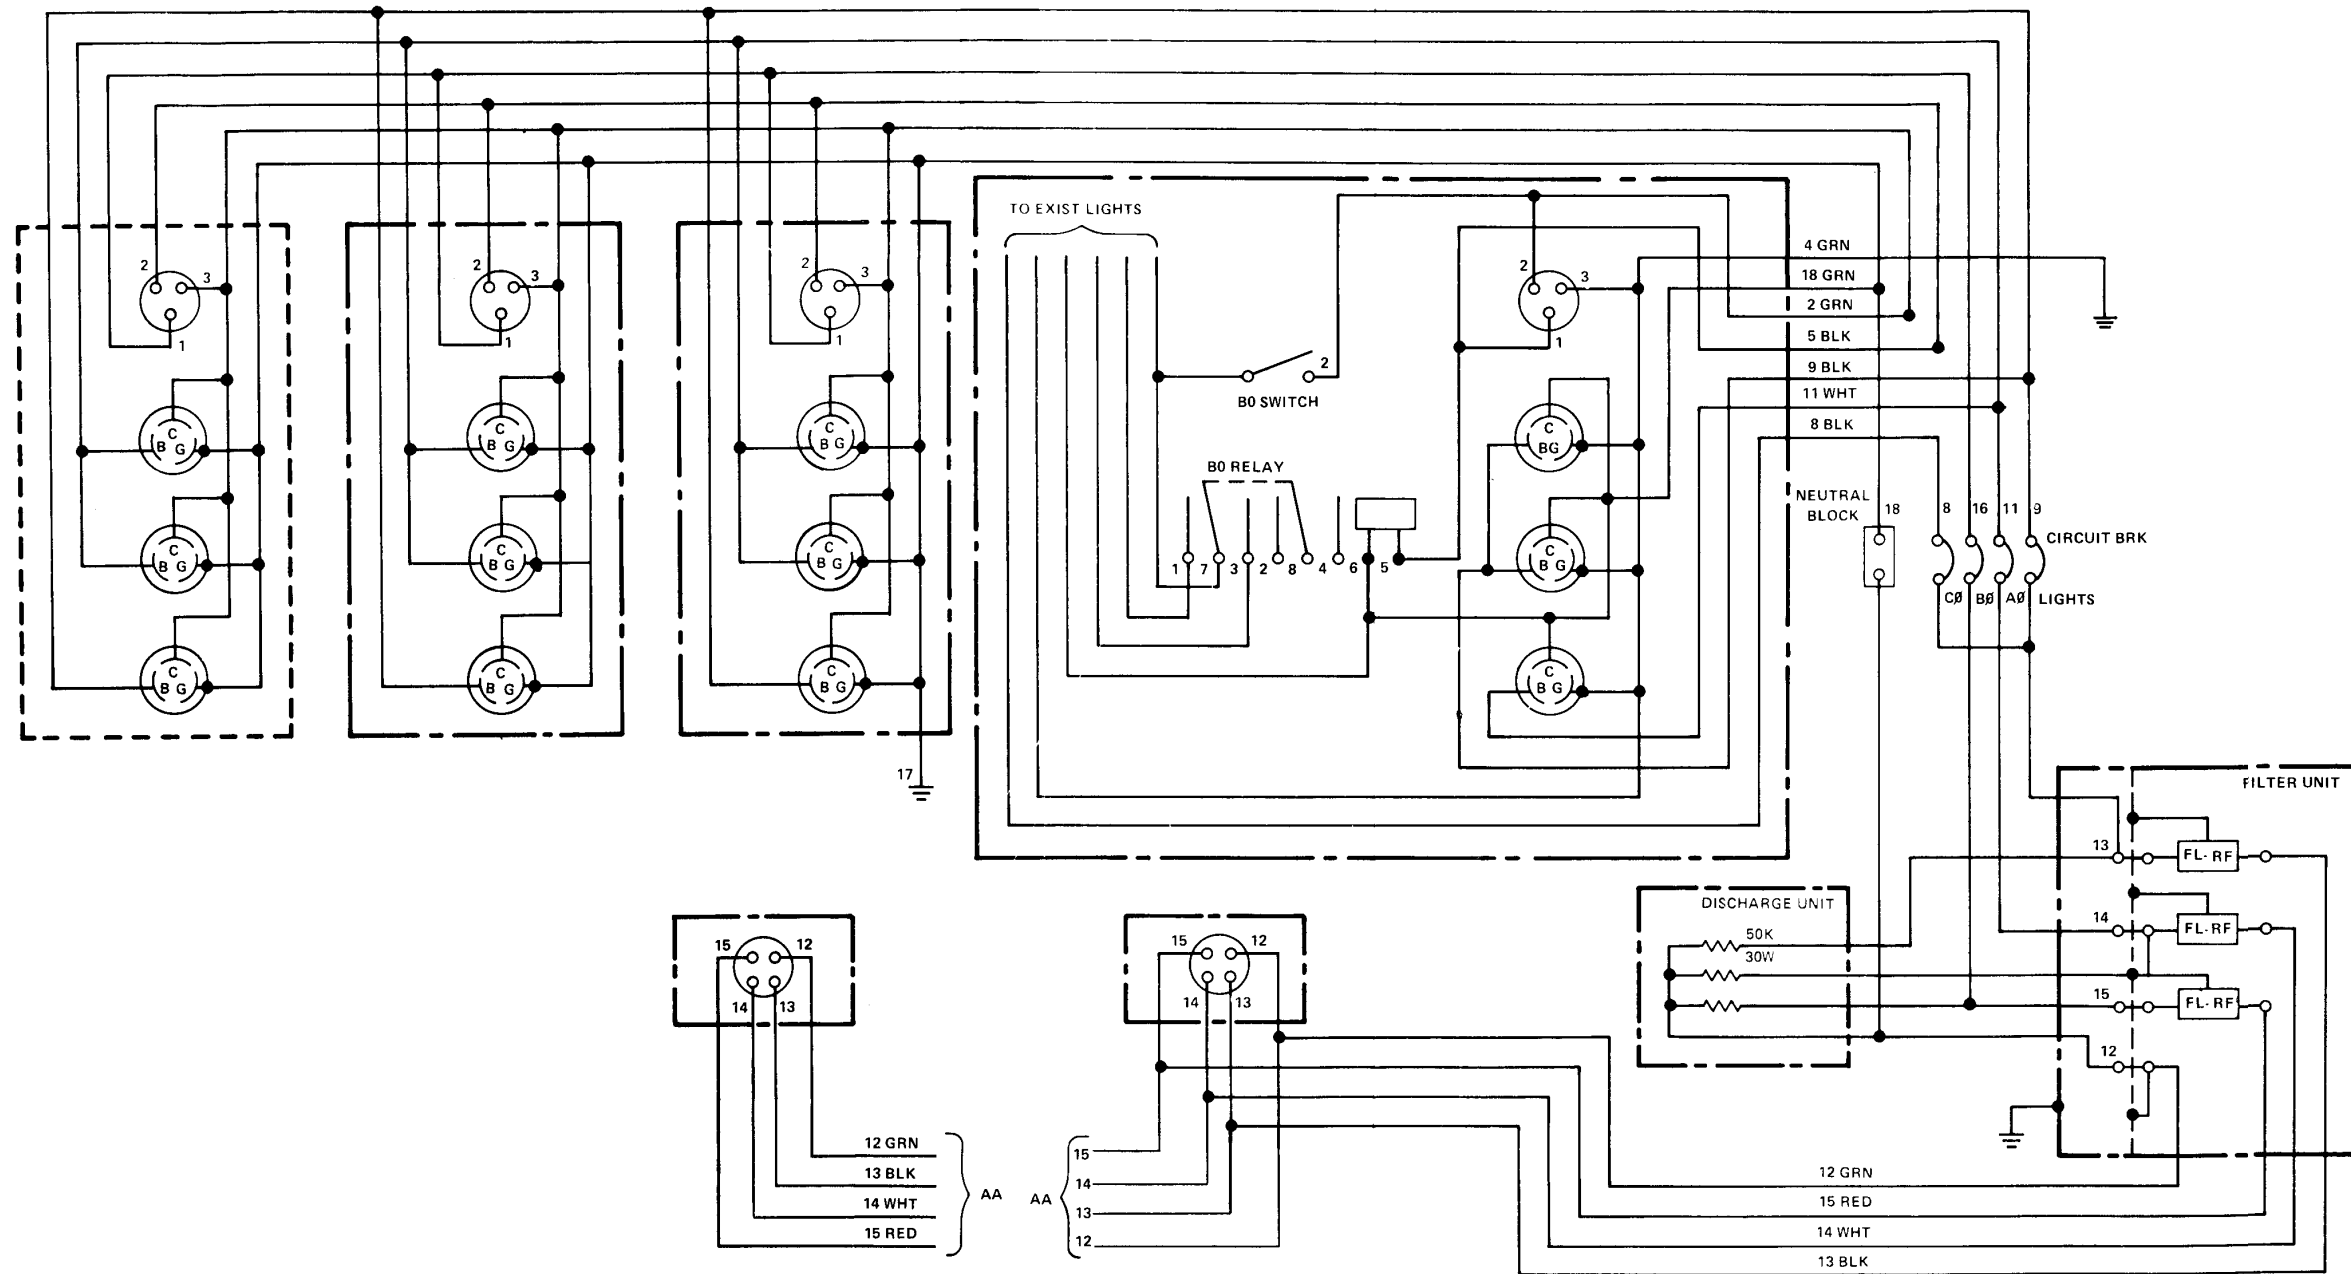 TO EXIST LIGHTS
4 GRN
18 GRN
2 GRN
5 BLK
9 BLK
11 WHT
8 BLK
2 3
1
2 3
1
2 3
1
2 3
1
2
B0 SWITCH
B0 RELAY
1 7 3 2 8 4 6 5
C
B G
C
B G
C
B G
C
BG
C
B G
C
B G
C
B G
C
B G
C
B G
C
B G
C
B G
C
B G
17
NEUTRAL
BLOCK
18
8 16 11 9
CIRCUIT BRK
CØ BØ AØ LIGHTS
FILTER UNIT
13
FL-RF
14
FL-RF
15
FL-RF
12
DISCHARGE UNIT
50K
30W
15 12
14 13
15 12
14 13
12 GRN
13 BLK
14 WHT
15 RED
AA
AA
15
14
13
12
12 GRN
15 RED
14 WHT
13 BLK